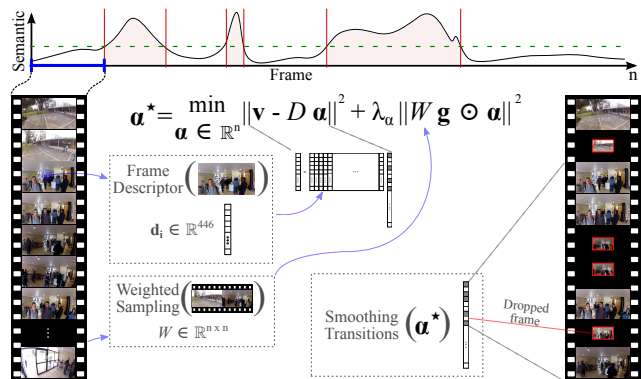 Semantic
Frame
n
α⋆ = min ||v - D α||² + λα ||W g ⊙ α||²
α ∈ ℝⁿ
Frame
Descriptor
dᵢ ∈ ℝ⁴⁴⁶
Weighted
Sampling
W ∈ ℝⁿ ˣ ⁿ
Smoothing
Transitions
(α⋆)
Dropped
frame